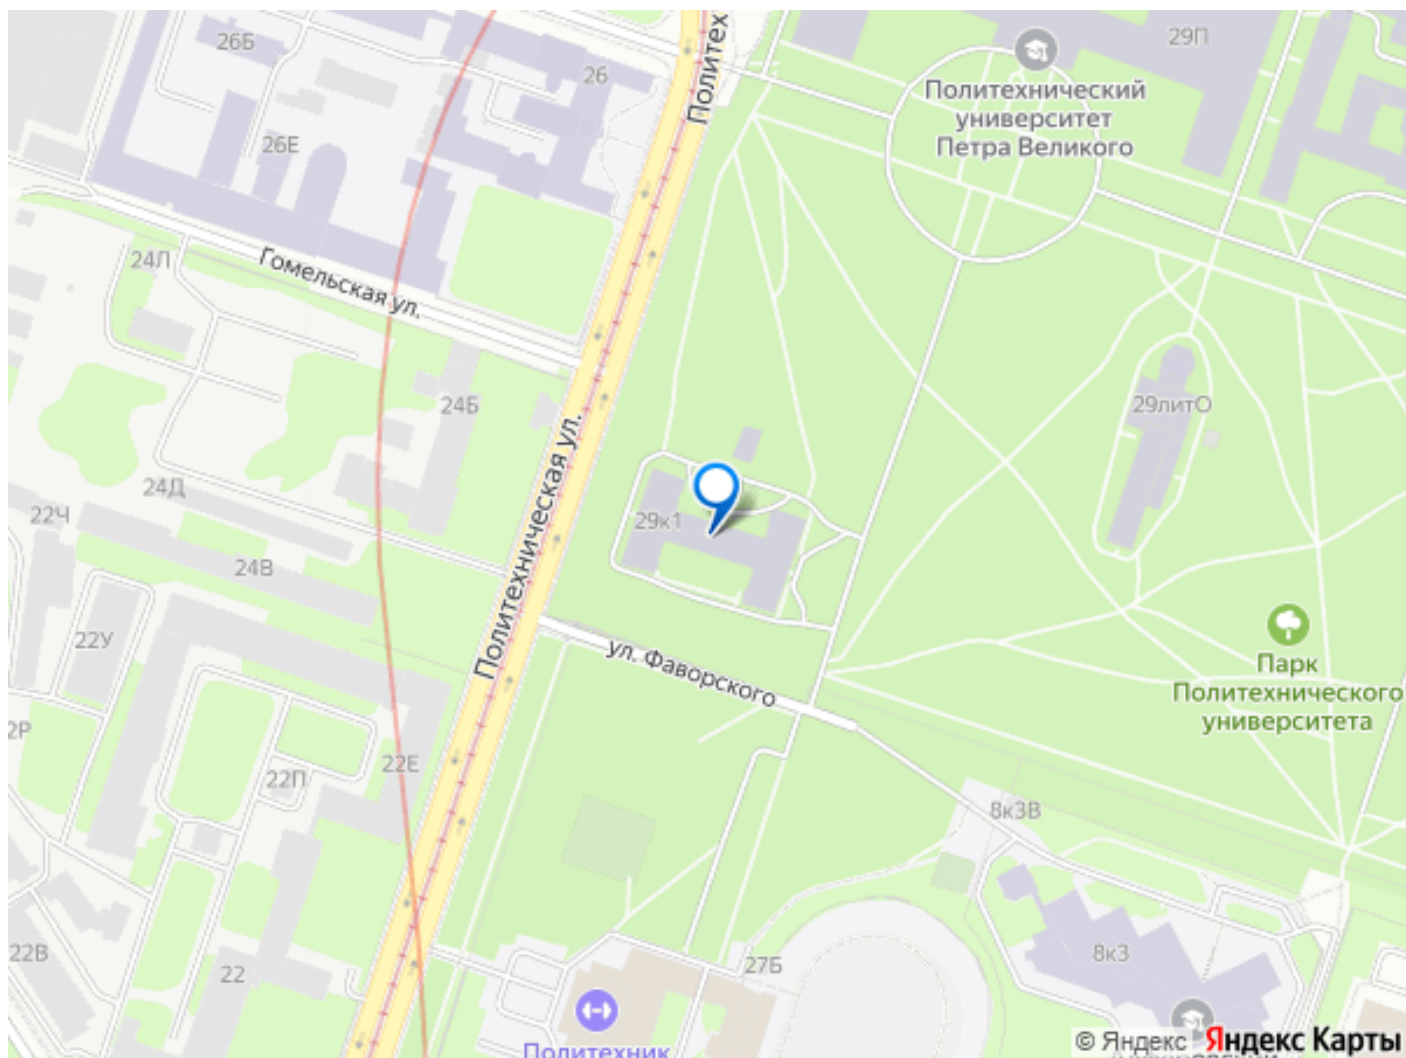 26Б
26
Политех
29П
Политехнический
университет
Петра Великого
26Е
24Л
Гомельская ул.
24Б
29литО
Политехническая ул.
24Д
22Ч
29к1
24В
22У
ул. Фаворского
Парк
Политехнического
университета
2Р
22Е
22П
8к3В
22В
22
27Б
8к3
Политехник
© Яндекс Яндекс Карты